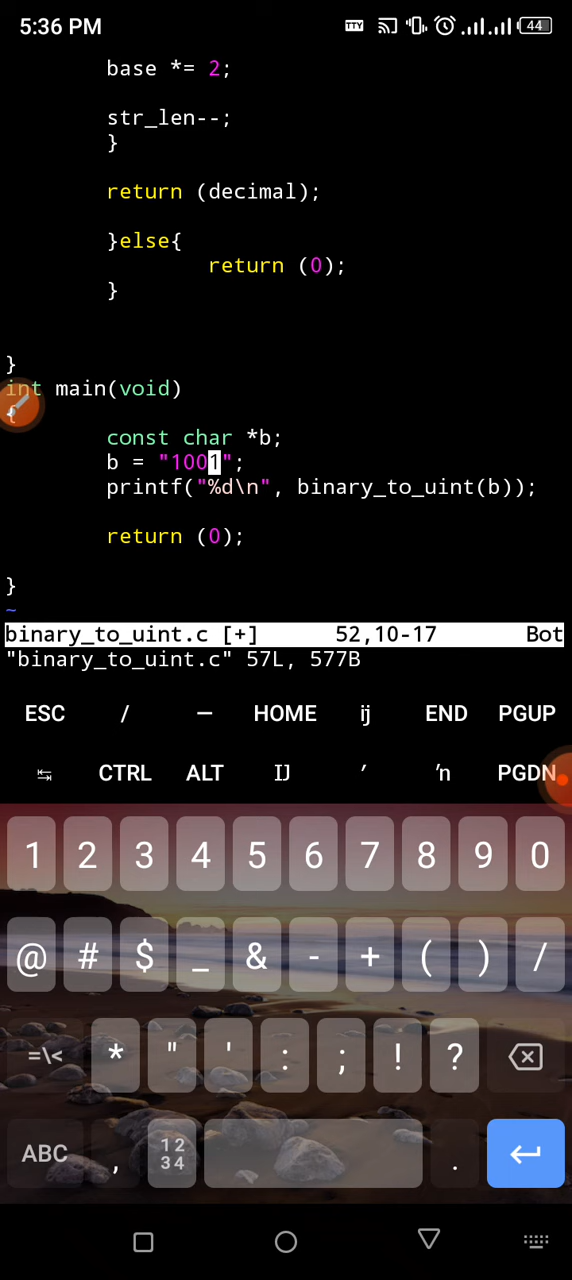 5:36 PM TTY 44
base *= 2;
str_len--;
}
return (decimal);
}else{
return (0);
}
}
int main(void)
{
const char *b;
b = "1001";
printf("%d\n", binary_to_uint(b));
return (0);
}
~
binary_to_uint.c [+] 52,10-17 Bot
"binary_to_uint.c" 57L, 577B
ESC / — HOME ĳ END PGUP
↹ CTRL ALT Ĳ ′ ŉ PGDN
1 2 3 4 5 6 7 8 9 0
@ # $ _ & - + ( ) /
=\< * " ' : ; ! ?
ABC , 12 34 .